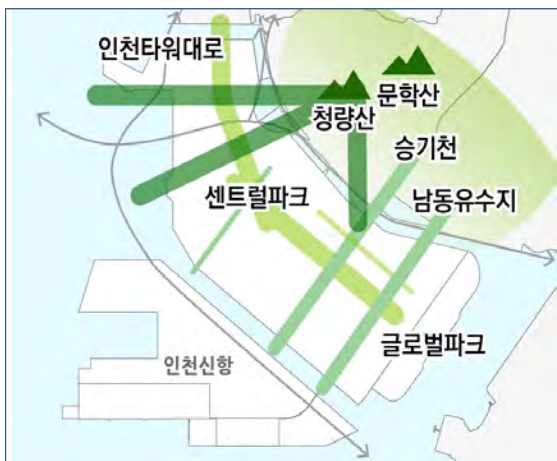 인천타워대로
문학산
청량산
승기천
센트럴파크
남동유수지
글로벌파크
인천신항